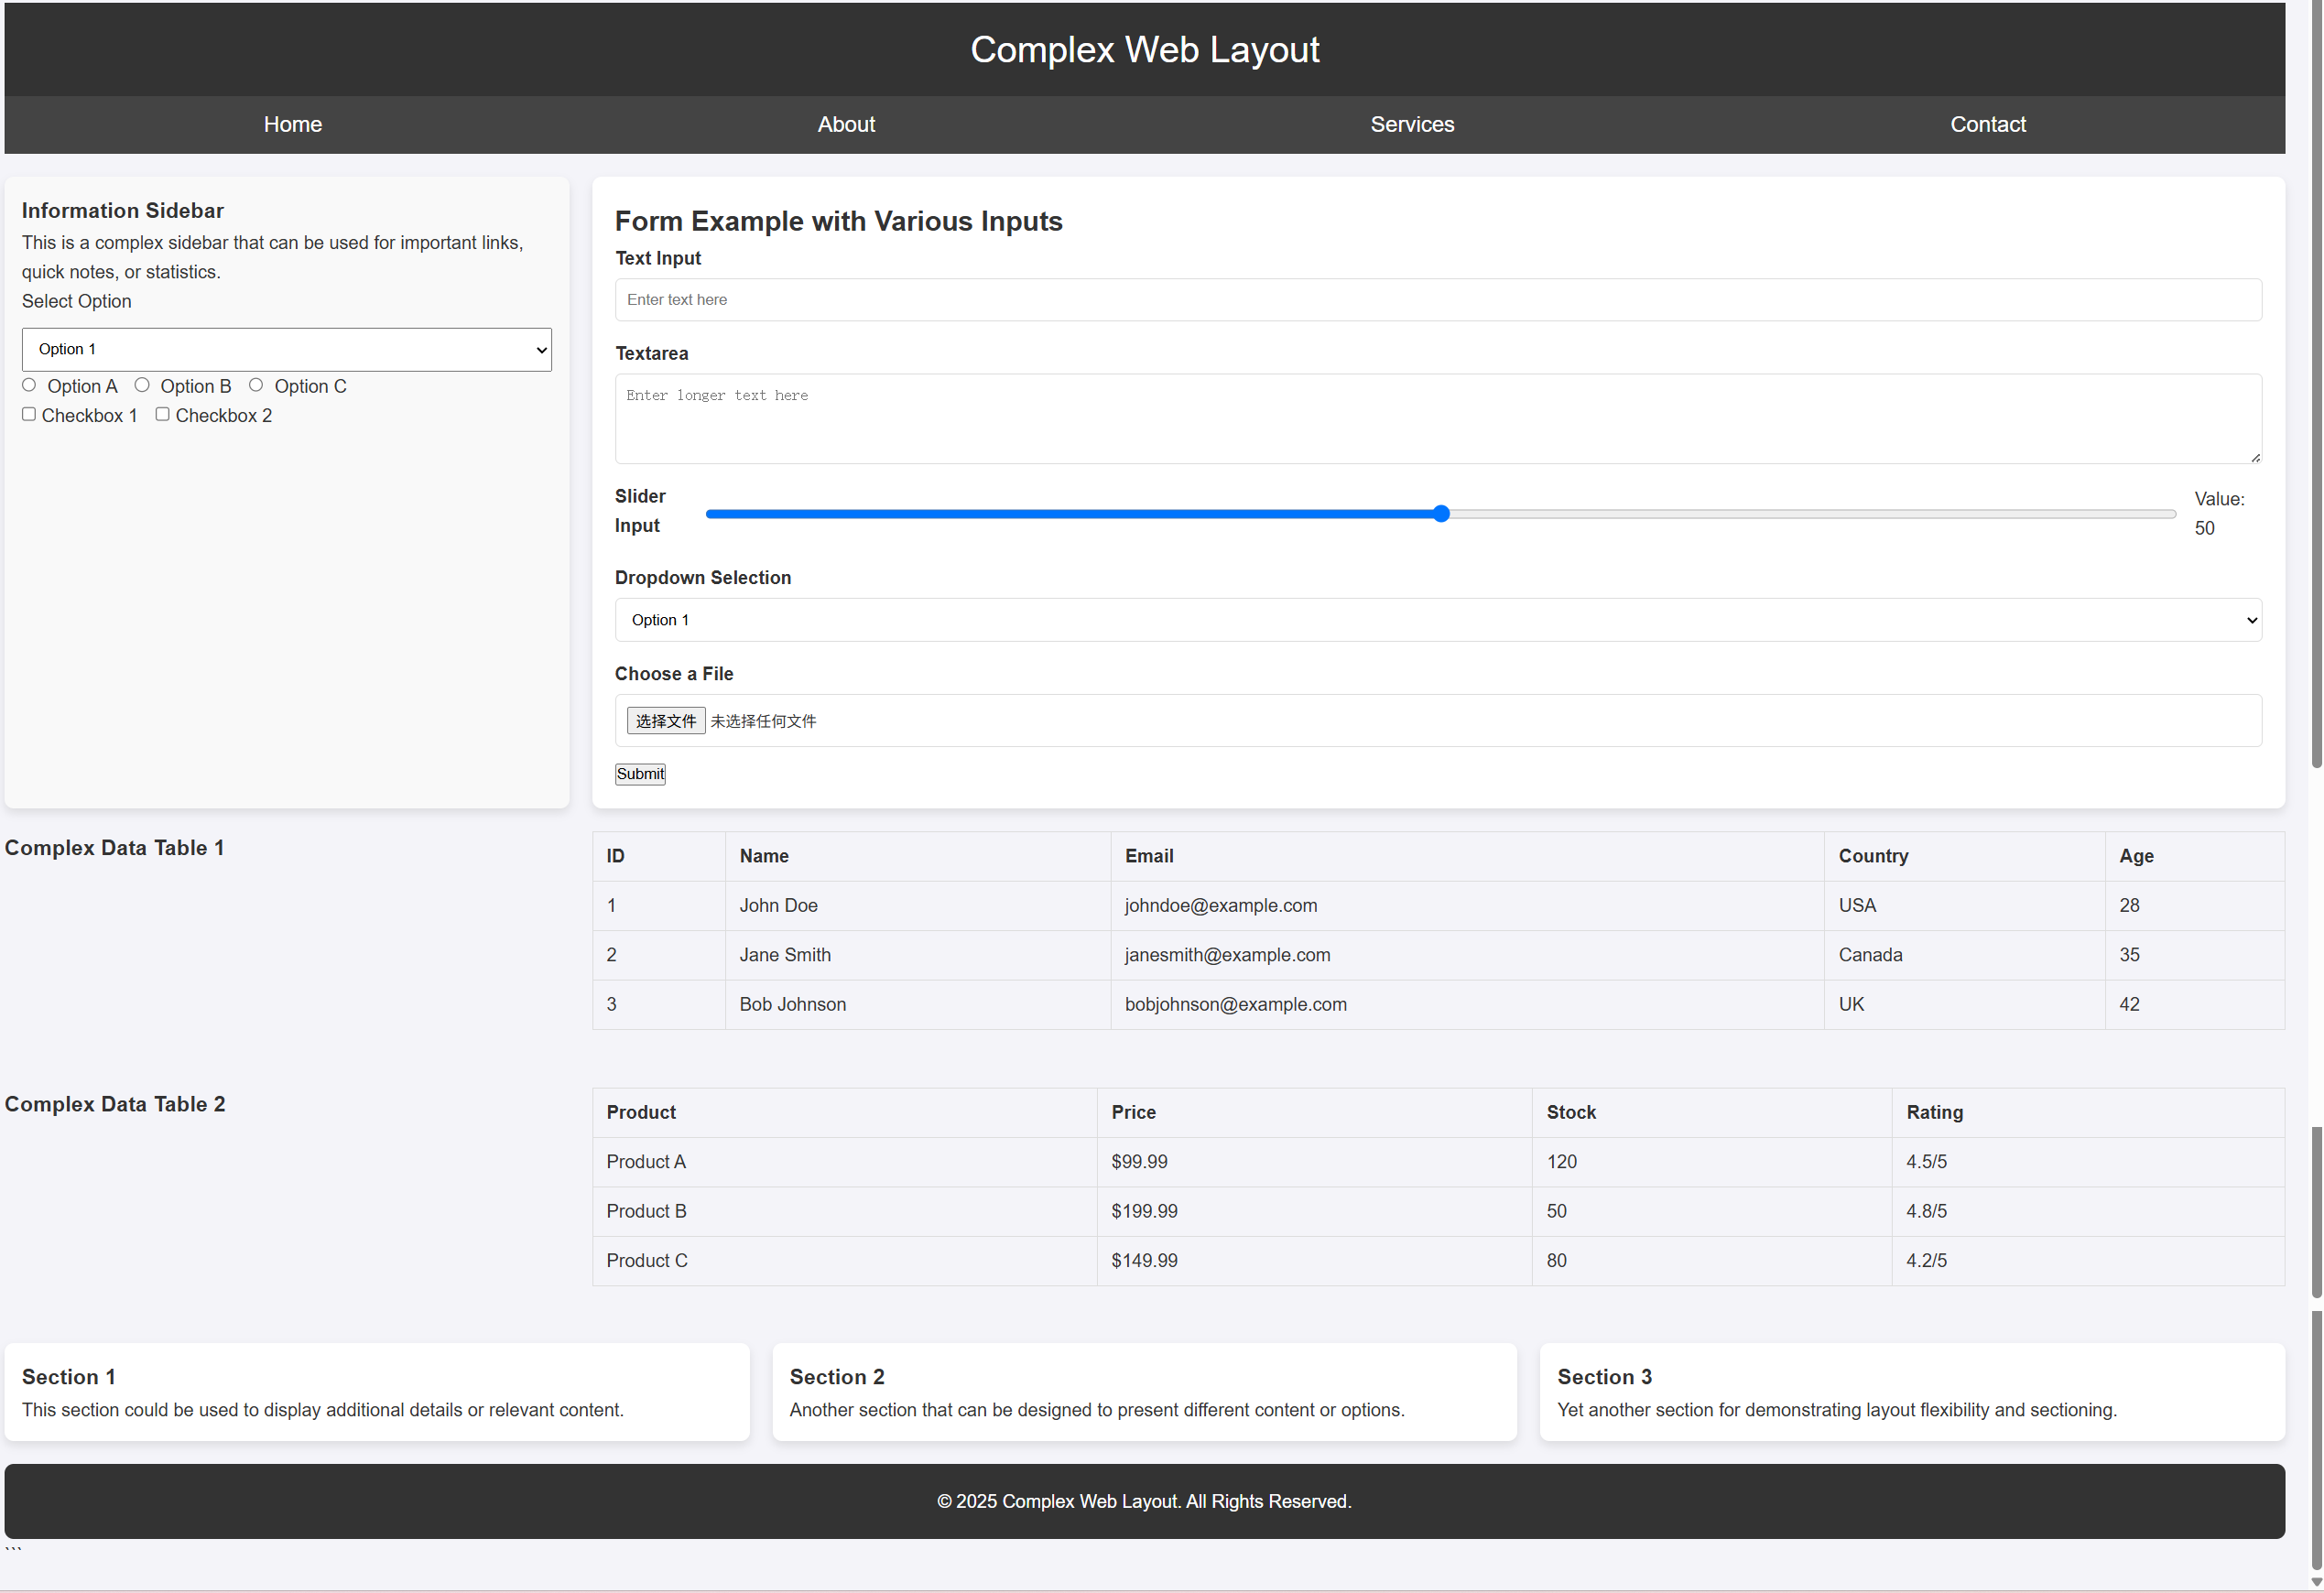 Complex Web Layout
Home About Services Contact
Information Sidebar
This is a complex sidebar that can be used for important links,
quick notes, or statistics.
Select Option
Option 1
Option A Option B Option C
Checkbox 1 Checkbox 2
Form Example with Various Inputs
Text Input
Enter text here
Textarea
Enter longer text here
Slider
Input
Value:
50
Dropdown Selection
Option 1
Choose a File
选择文件 未选择任何文件
Submit
Complex Data Table 1
ID Name Email Country Age
1 John Doe johndoe@example.com USA 28
2 Jane Smith janesmith@example.com Canada 35
3 Bob Johnson bobjohnson@example.com UK 42
Complex Data Table 2
Product Price Stock Rating
Product A $99.99 120 4.5/5
Product B $199.99 50 4.8/5
Product C $149.99 80 4.2/5
Section 1
This section could be used to display additional details or relevant content.
Section 2
Another section that can be designed to present different content or options.
Section 3
Yet another section for demonstrating layout flexibility and sectioning.
© 2025 Complex Web Layout. All Rights Reserved.
```